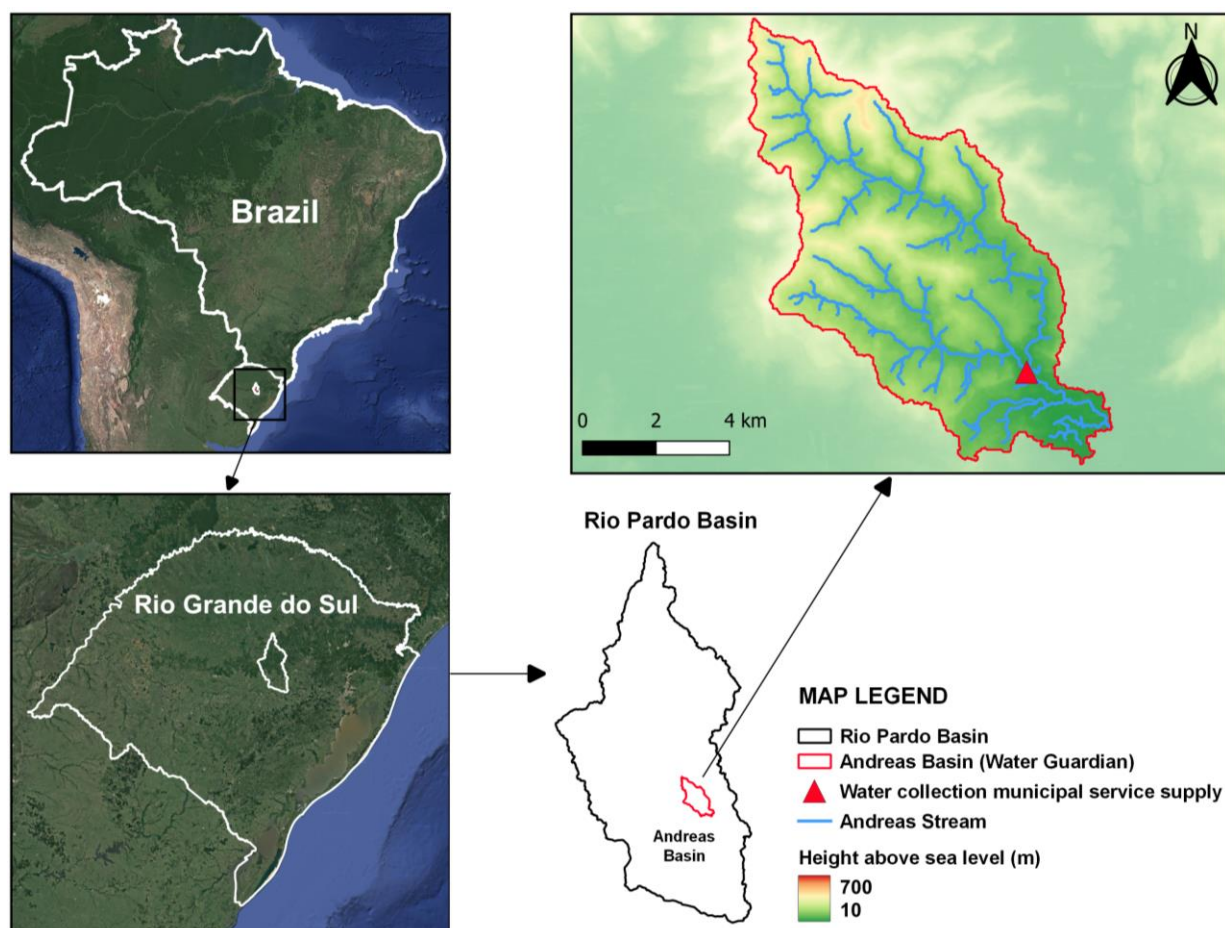 Brazil
N
0 2 4 km
Rio Grande do Sul
Rio Pardo Basin
Andreas
Basin
MAP LEGEND
Rio Pardo Basin
Andreas Basin (Water Guardian)
Water collection municipal service supply
Andreas Stream
Height above sea level (m)
700
10